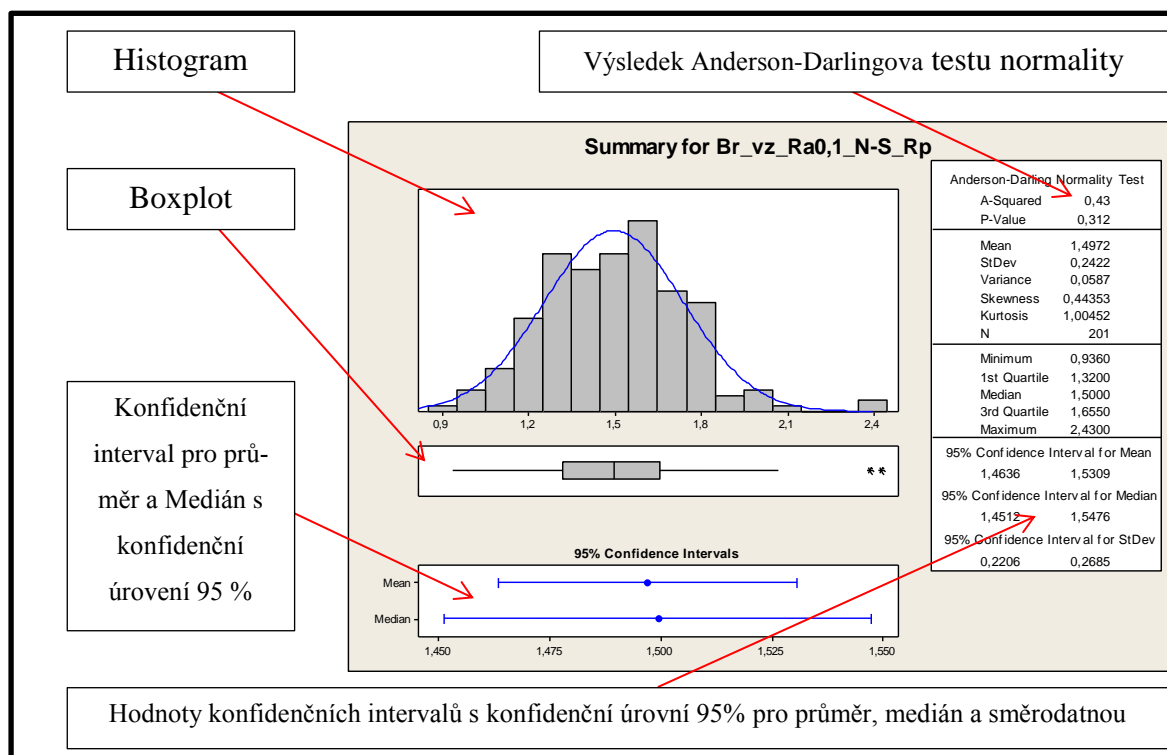 Histogram
Výsledek Anderson-Darlingova testu normality
Boxplot
Konfidenční
interval pro prů-
měr a Medián s
konfidenční
úrovení 95 %
Summary for Br_vz_Ra0,1_N-S_Rp
0,9 1,2 1,5 1,8 2,1 2,4
**
95% Confidence Intervals
Mean
Median
1,450 1,475 1,500 1,525 1,550
Anderson-Darling Normality Test
A-Squared 0,43
P-Value 0,312
Mean 1,4972
StDev 0,2422
Variance 0,0587
Skewness 0,44353
Kurtosis 1,00452
N 201
Minimum 0,9360
1st Quartile 1,3200
Median 1,5000
3rd Quartile 1,6550
Maximum 2,4300
95% Confidence Interval for Mean
1,4636 1,5309
95% Confidence Interval for Median
1,4512 1,5476
95% Confidence Interval for StDev
0,2206 0,2685
Hodnoty konfidenčních intervalů s konfidenční úrovní 95% pro průměr, medián a směrodatnou